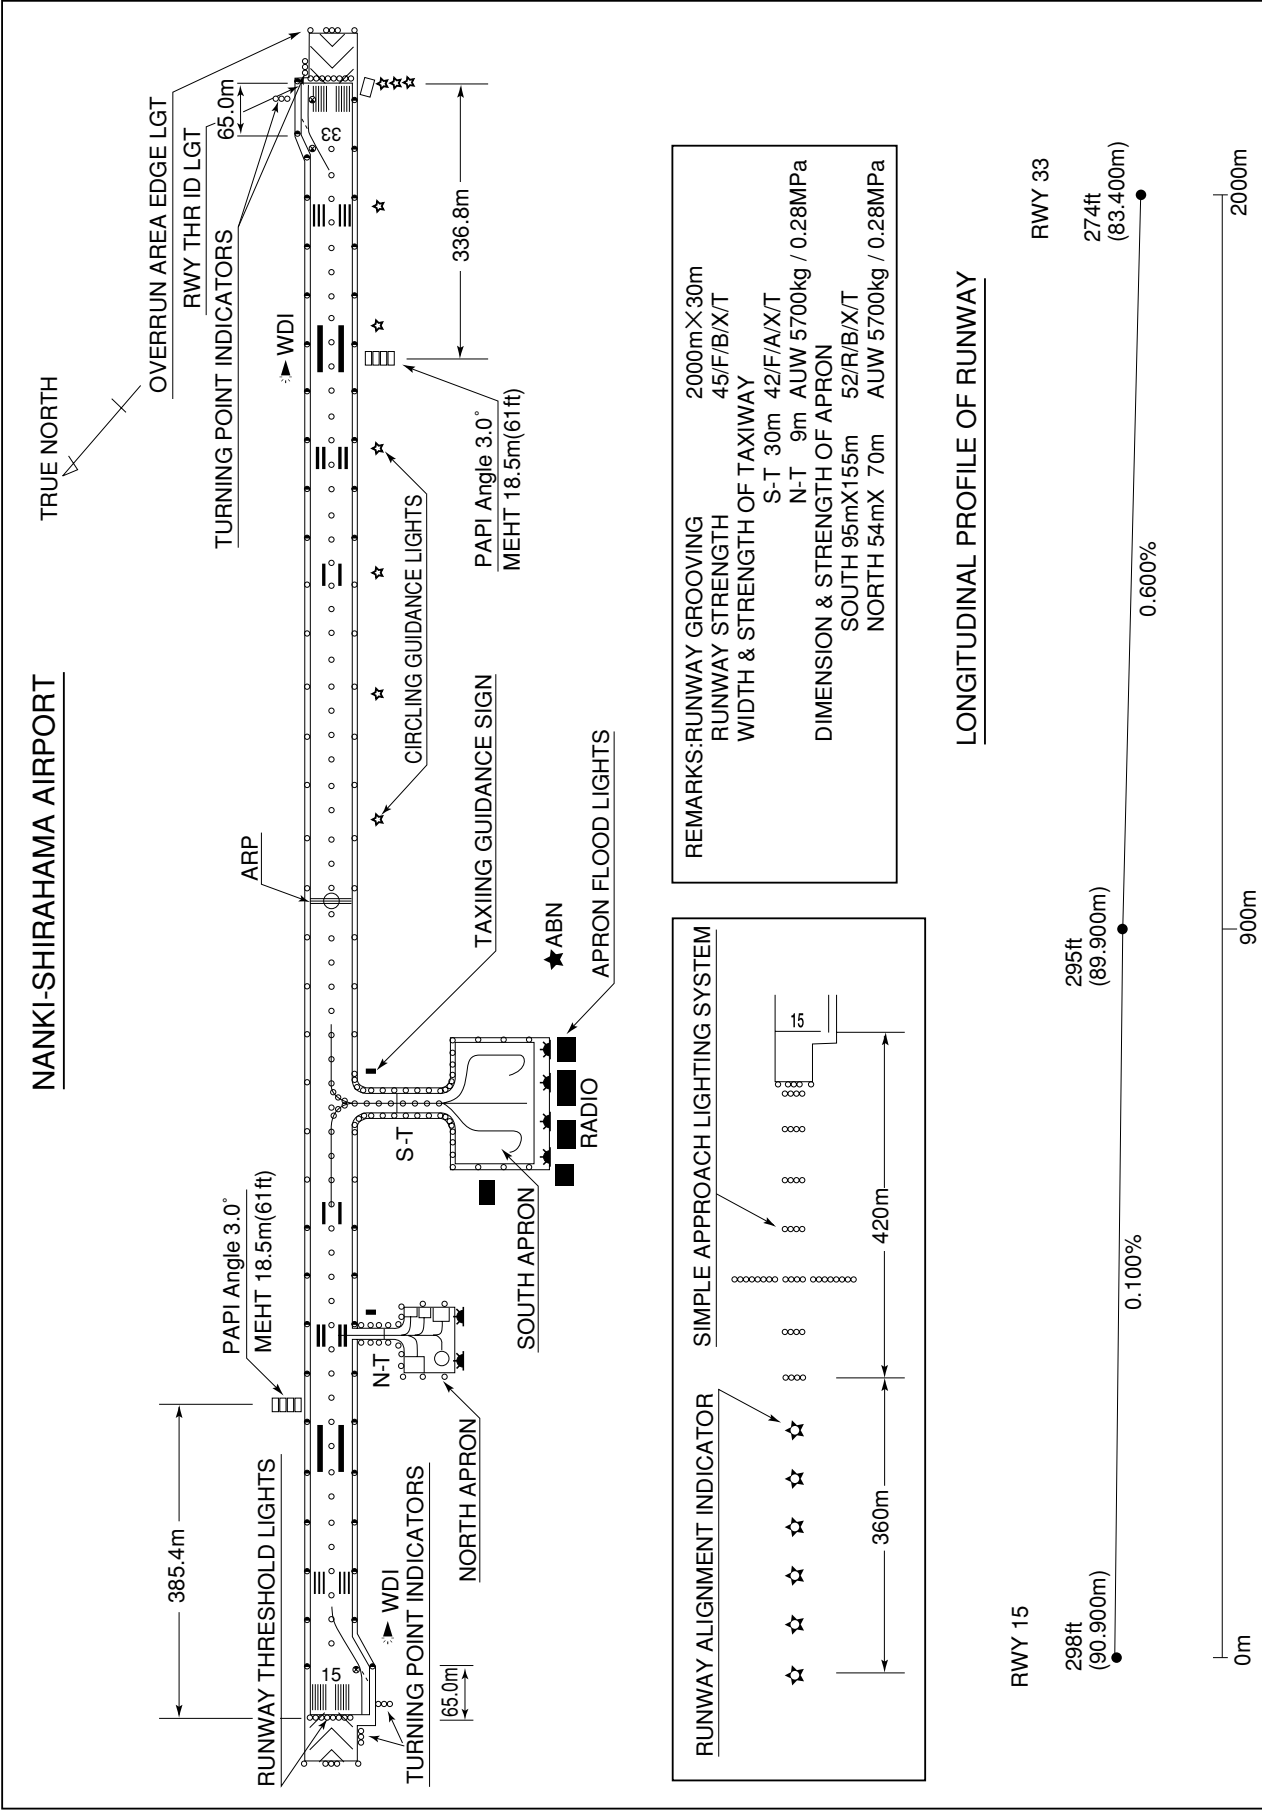 NANKI-SHIRAHAMA AIRPORT
TRUE NORTH
OVERRUN AREA EDGE LGT
RWY THR ID LGT
TURNING POINT INDICATORS
65.0m
33
WDI
336.8m
PAPI Angle 3.0°
MEHT 18.5m(61ft)
CIRCLING GUIDANCE LIGHTS
ARP
TAXIING GUIDANCE SIGN
ABN
APRON FLOOD LIGHTS
RADIO
S-T
SOUTH APRON
PAPI Angle 3.0°
MEHT 18.5m(61ft)
N-T
NORTH APRON
385.4m
RUNWAY THRESHOLD LIGHTS
15
WDI
TURNING POINT INDICATORS
65.0m
RUNWAY ALIGNMENT INDICATOR
SIMPLE APPROACH LIGHTING SYSTEM
15
360m
420m
REMARKS:RUNWAY GROOVING 2000m×30m
RUNWAY STRENGTH 45/F/B/X/T
WIDTH & STRENGTH OF TAXIWAY
S-T 30m 42/F/A/X/T
N-T 9m AUW 5700kg / 0.28MPa
DIMENSION & STRENGTH OF APRON
SOUTH 95mX155m 52/R/B/X/T
NORTH 54mX 70m AUW 5700kg / 0.28MPa
LONGITUDINAL PROFILE OF RUNWAY
RWY 15
RWY 33
298ft
(90.900m)
295ft
(89.900m)
274ft
(83.400m)
0.100%
0.600%
0m
900m
2000m